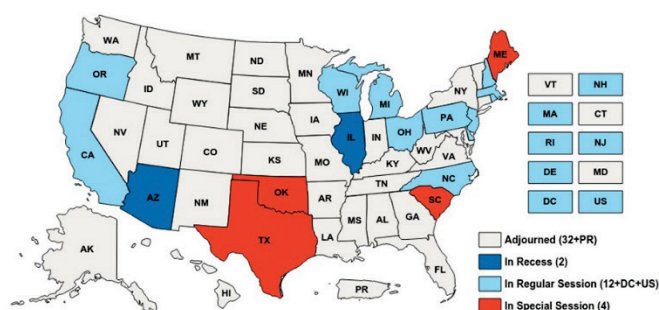 WA
MT
ND
MN
ME
OR
ID
WY
SD
WI
MI
NY
VT
NH
NV
UT
CO
NE
IA
IL
IN
OH
PA
MA
CT
CA
KS
MO
KY
WV
VA
RI
NJ
AZ
NM
OK
AR
TN
NC
SC
DE
MD
TX
LA
MS
AL
GA
DC
US
AK
HI
PR
FL
Adjourned (32+PR)
In Recess (2)
In Regular Session (12+DC+US)
In Special Session (4)